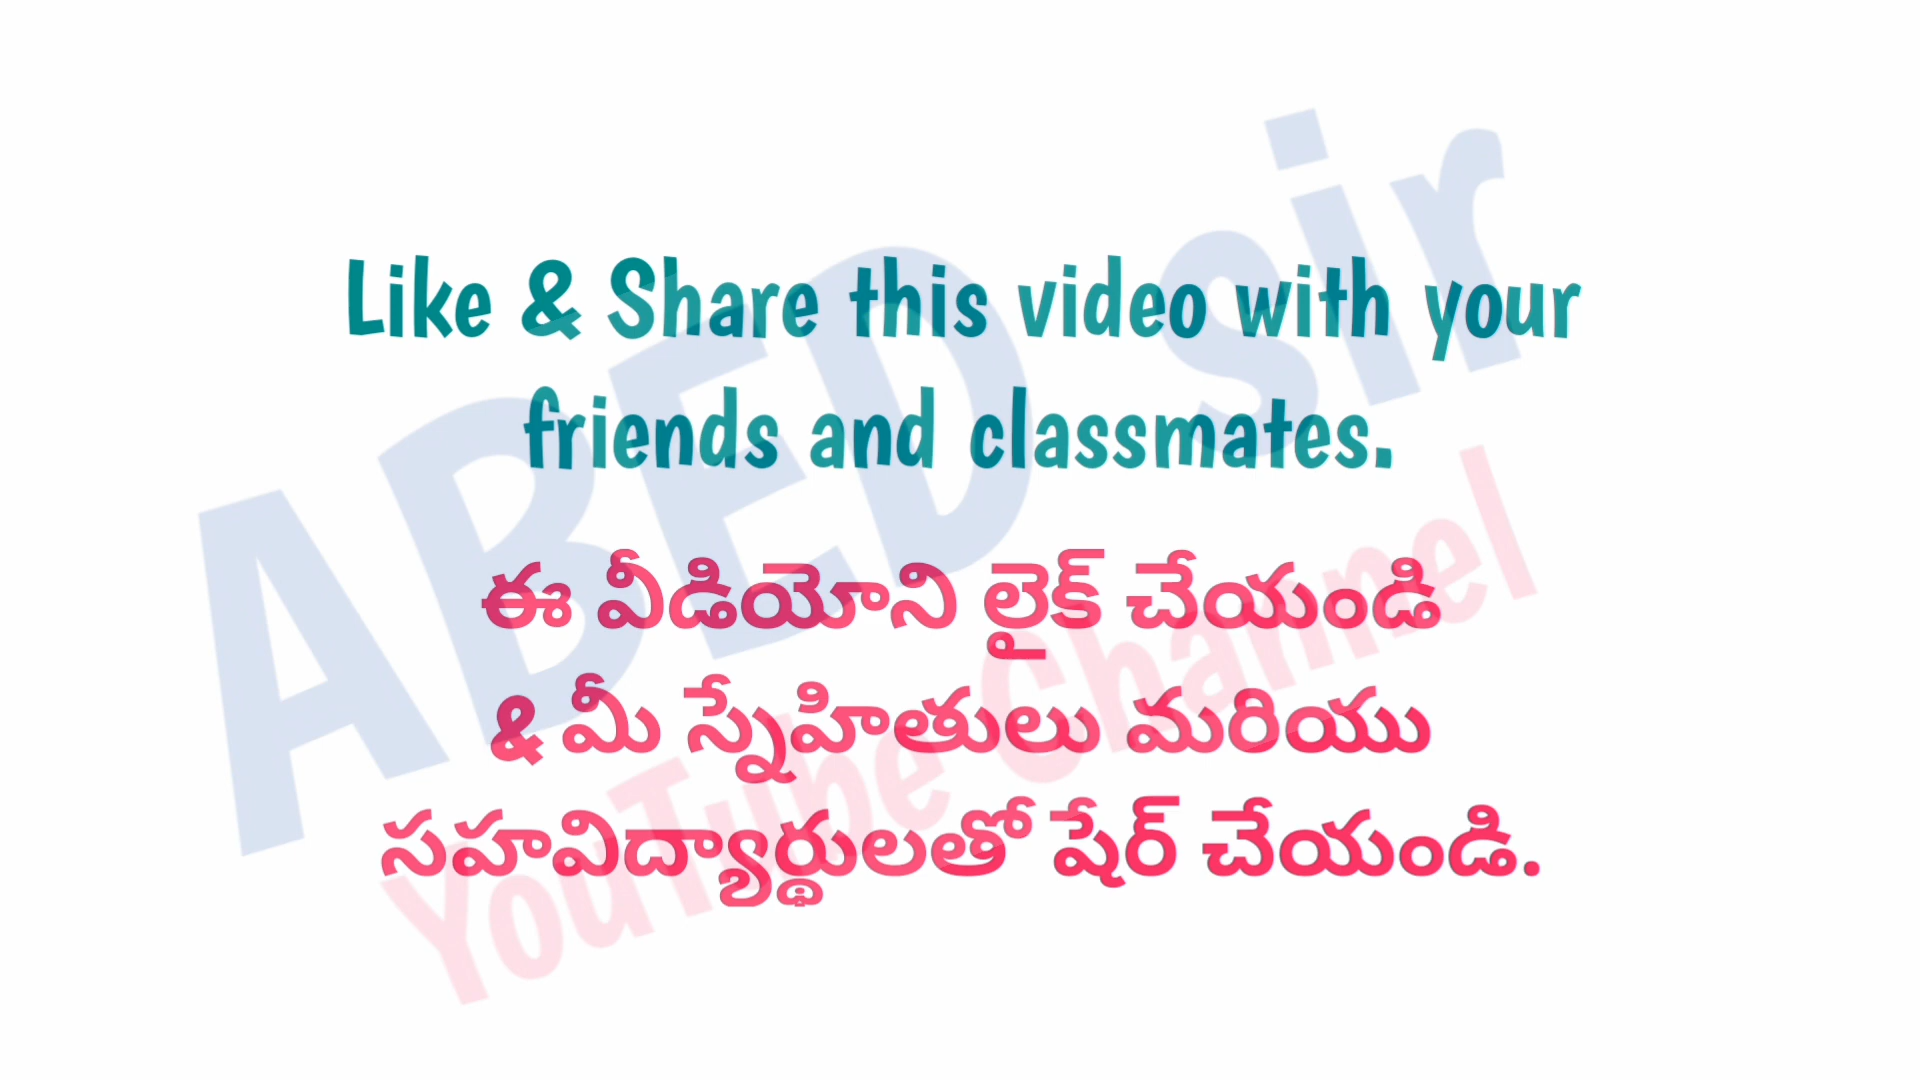 Like & Share this video with your
friends and classmates.
ఈ వీడియోని లైక్ చేయండి
& మీ స్నేహితులు మరియు
సహవిద్యార్థులతో షేర్ చేయండి.
ABED sir
YouTube Channel